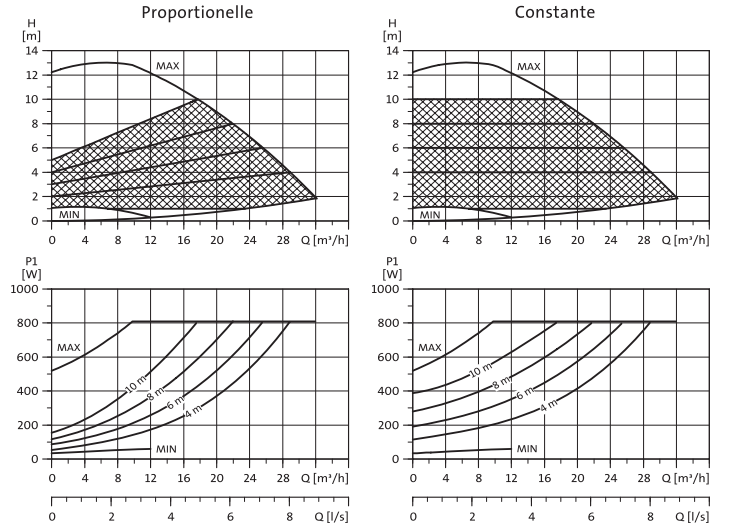 Proportionelle
H
[m]
14
12
10
8
6
4
2
0
MAX
MIN
0 4 8 12 16 20 24 28 Q [m³/h]
P1
[W]
1000
800
600
400
200
0
MAX
10 m
8 m
6 m
4 m
MIN
0 4 8 12 16 20 24 28 Q [m³/h]
0 2 4 6 8 Q [l/s]
Constante
H
[m]
14
12
10
8
6
4
2
0
MAX
MIN
0 4 8 12 16 20 24 28 Q [m³/h]
P1
[W]
1000
800
600
400
200
0
MAX
10 m
8 m
6 m
4 m
MIN
0 4 8 12 16 20 24 28 Q [m³/h]
0 2 4 6 8 Q [l/s]